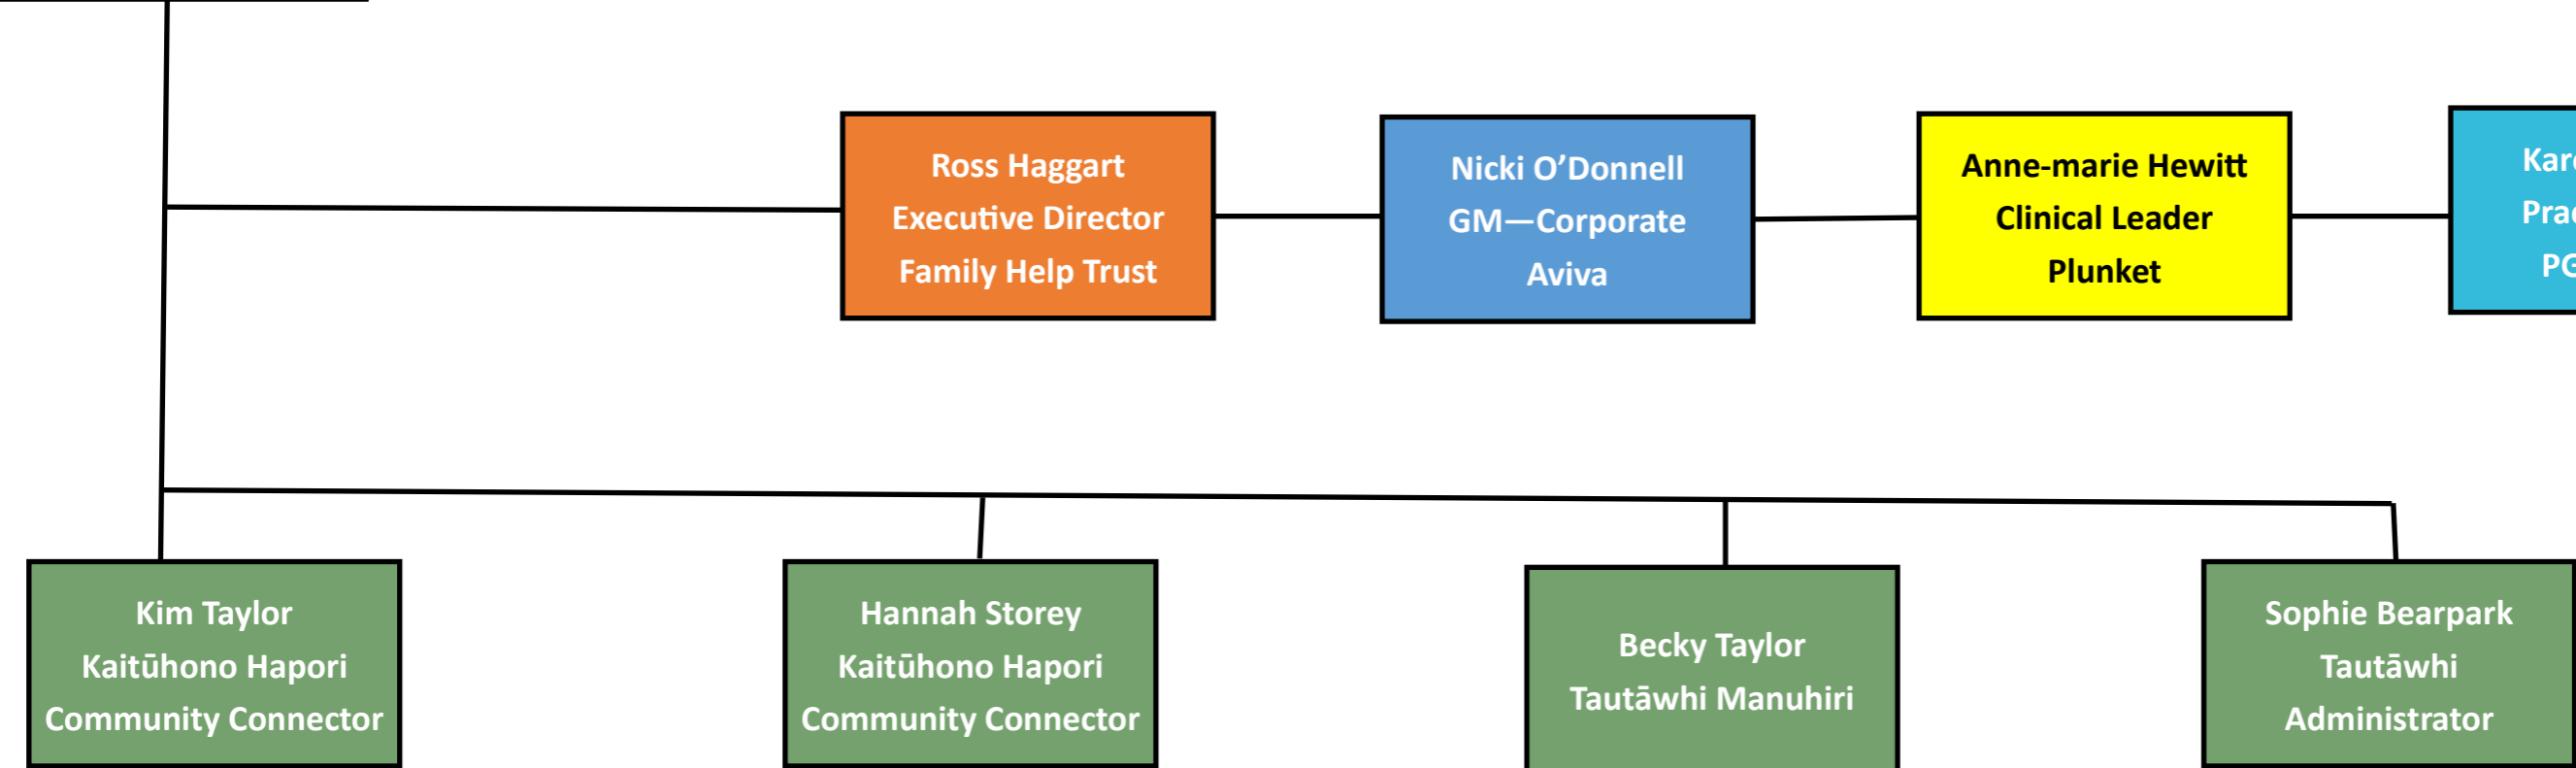 Ross Haggart
Executive Director
Family Help Trust
Nicki O’Donnell
GM—Corporate
Aviva
Anne-marie Hewitt
Clinical Leader
Plunket
Kim Taylor
Kaitūhono Hapori
Community Connector
Hannah Storey
Kaitūhono Hapori
Community Connector
Becky Taylor
Tautāwhi Manuhiri
Sophie Bearpark
Tautāwhi
Administrator